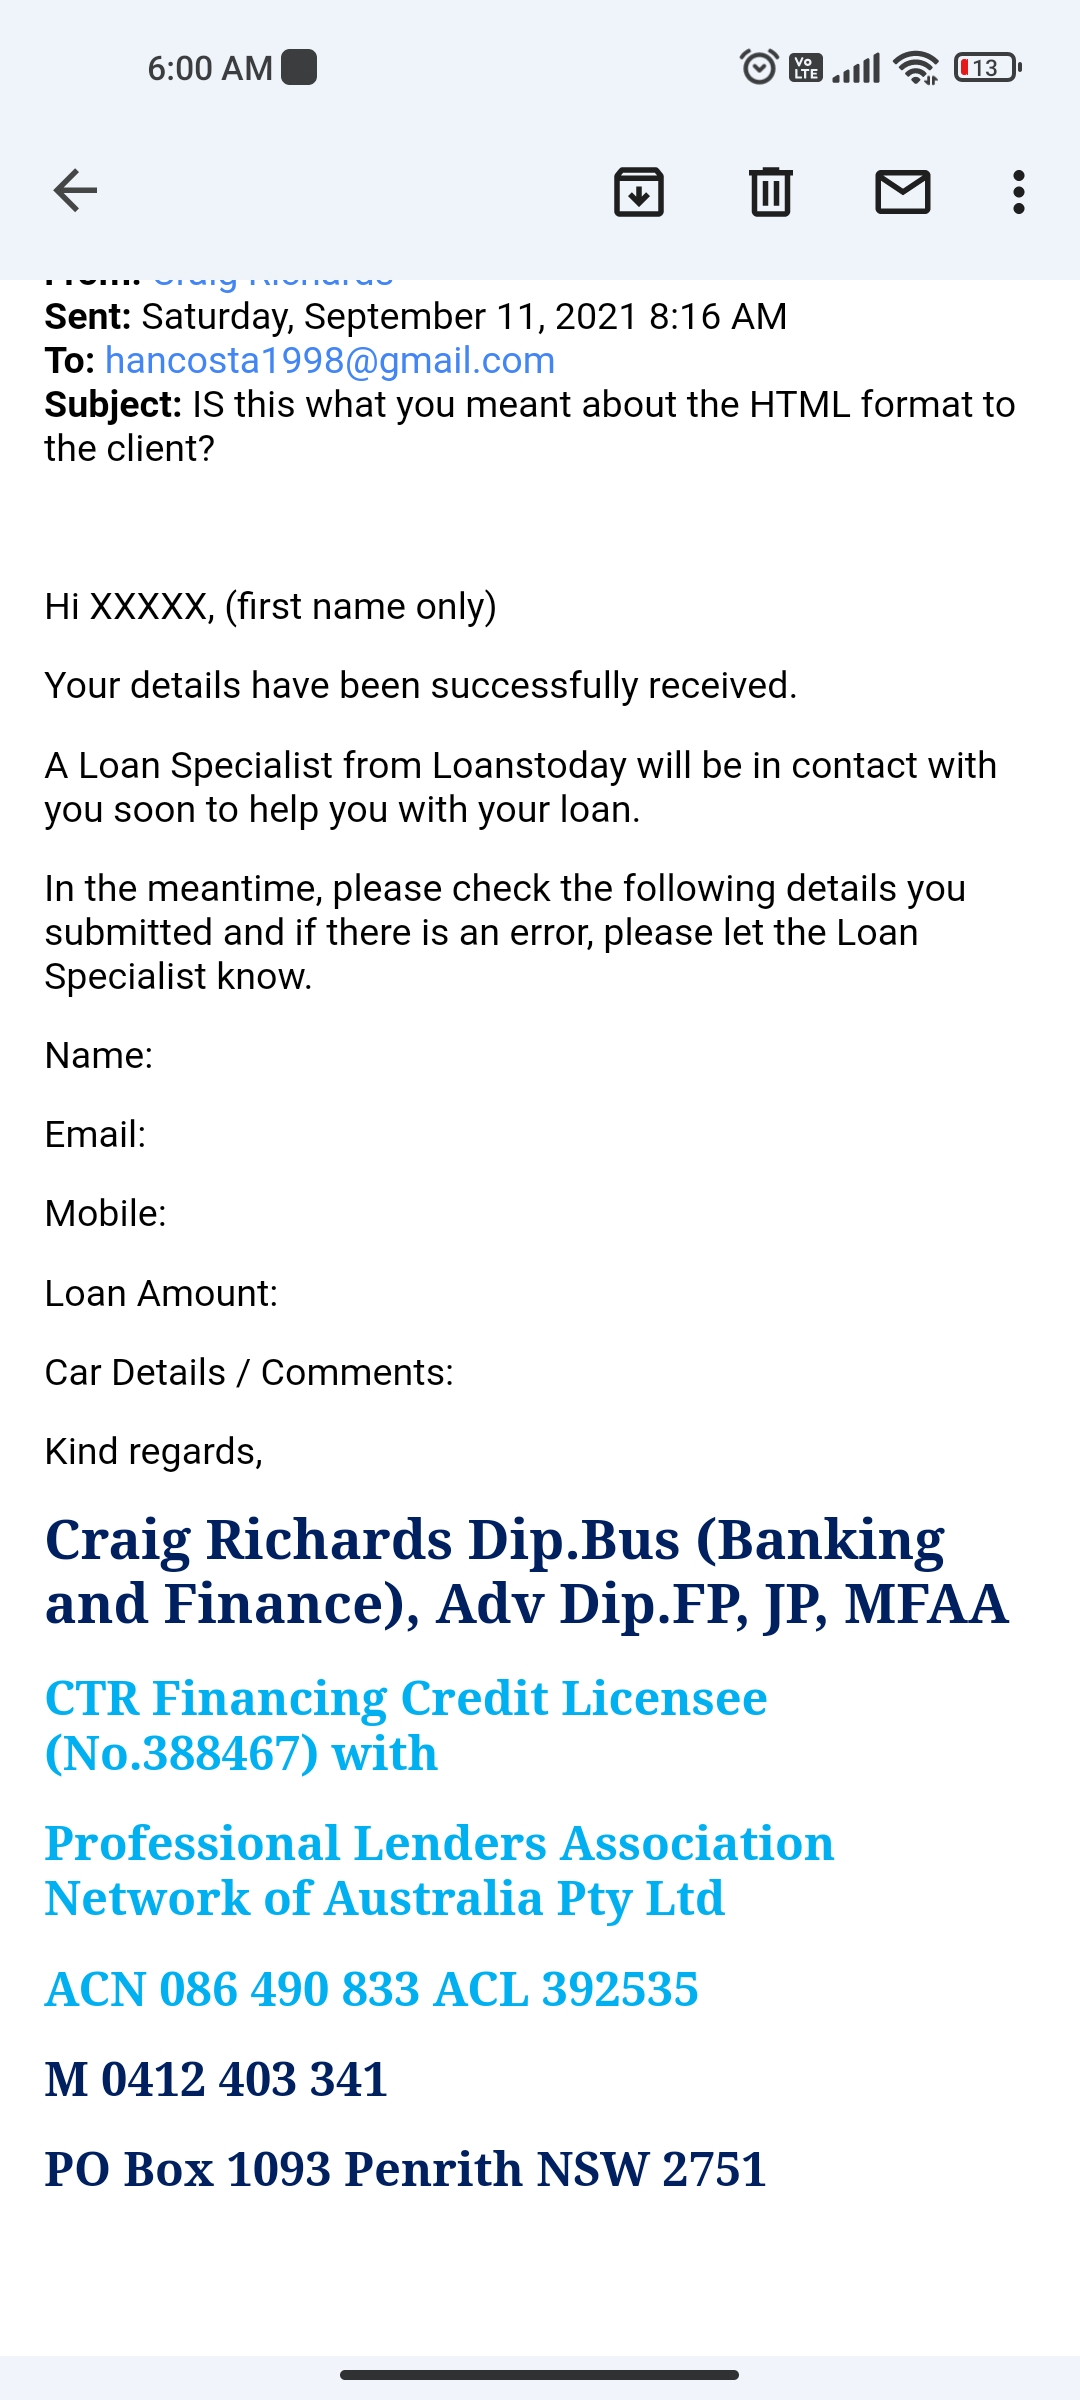 6:00 AM
Vo LTE
13
From: Craig Richards
Sent: Saturday, September 11, 2021 8:16 AM
To: hancosta1998@gmail.com
Subject: IS this what you meant about the HTML format to
the client?
Hi XXXXX, (first name only)
Your details have been successfully received.
A Loan Specialist from Loanstoday will be in contact with
you soon to help you with your loan.
In the meantime, please check the following details you
submitted and if there is an error, please let the Loan
Specialist know.
Name:
Email:
Mobile:
Loan Amount:
Car Details / Comments:
Kind regards,
Craig Richards Dip.Bus (Banking
and Finance), Adv Dip.FP, JP, MFAA
CTR Financing Credit Licensee
(No.388467) with
Professional Lenders Association
Network of Australia Pty Ltd
ACN 086 490 833 ACL 392535
M 0412 403 341
PO Box 1093 Penrith NSW 2751